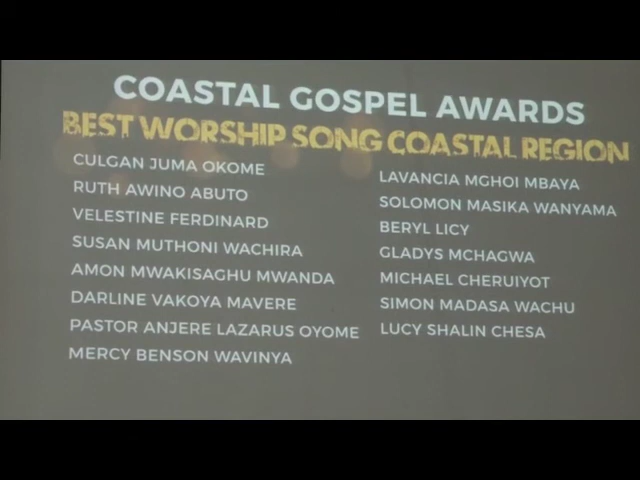 COASTAL GOSPEL AWARDS
BEST WORSHIP SONG COASTAL REGION
CULGAN JUMA OKOME
RUTH AWINO ABUTO
VELESTINE FERDINARD
SUSAN MUTHONI WACHIRA
AMON MWAKISAGHU MWANDA
DARLINE VAKOYA MAVERE
PASTOR ANJERE LAZARUS OYOME
MERCY BENSON WAVINYA
LAVANCIA MGHOI MBAYA
SOLOMON MASIKA WANYAMA
BERYL LICY
GLADYS MCHAGWA
MICHAEL CHERUIYOT
SIMON MADASA WACHU
LUCY SHALIN CHESA